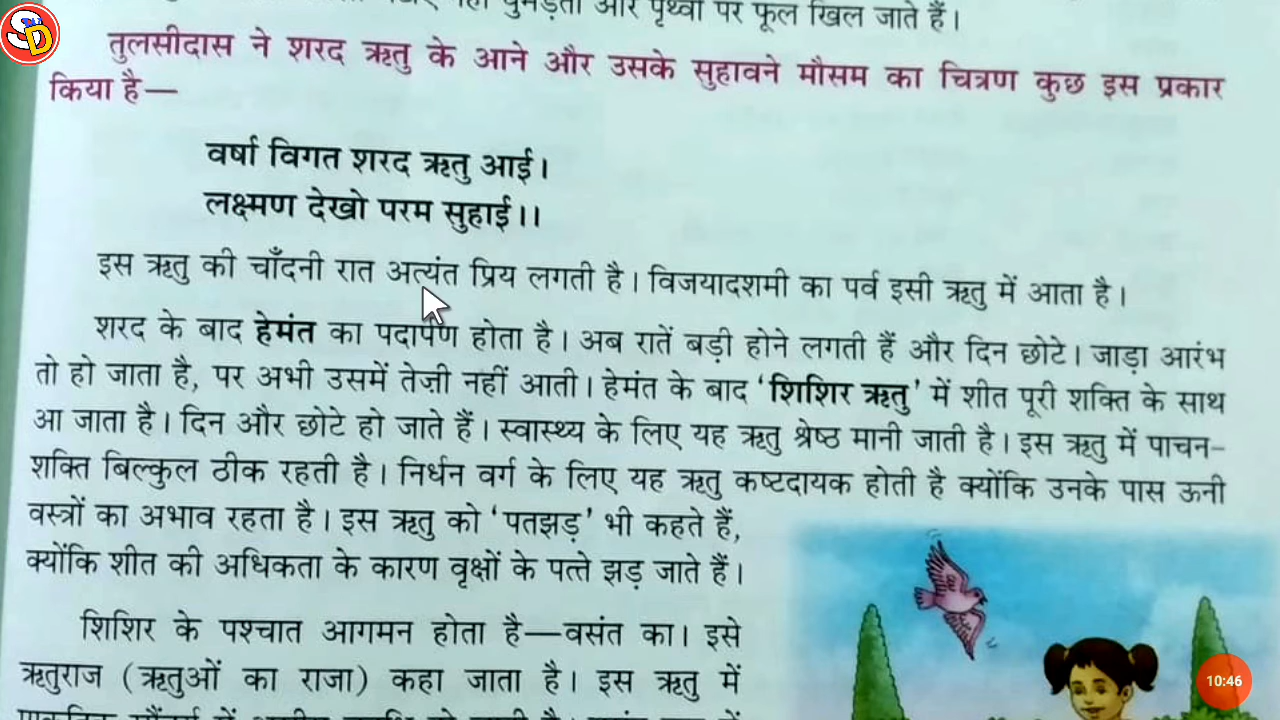 और पृथ्वी पर फूल खिल जाते हैं।
SD
तुलसीदास ने शरद ऋतु के आने और उसके सुहावने मौसम का चित्रण कुछ इस प्रकार
किया है—
वर्षा विगत शरद ऋतु आई।
लक्ष्मण देखो परम सुहाई।।
इस ऋतु की चाँदनी रात अत्यंत प्रिय लगती है। विजयादशमी का पर्व इसी ऋतु में आता है।
शरद के बाद हेमंत का पदार्पण होता है। अब रातें बड़ी होने लगती हैं और दिन छोटे। जाड़ा आरंभ
तो हो जाता है, पर अभी उसमें तेज़ी नहीं आती। हेमंत के बाद ‘शिशिर ऋतु’ में शीत पूरी शक्ति के साथ
आ जाता है। दिन और छोटे हो जाते हैं। स्वास्थ्य के लिए यह ऋतु श्रेष्ठ मानी जाती है। इस ऋतु में पाचन-
शक्ति बिल्कुल ठीक रहती है। निर्धन वर्ग के लिए यह ऋतु कष्टदायक होती है क्योंकि उनके पास ऊनी
वस्त्रों का अभाव रहता है। इस ऋतु को ‘पतझड़’ भी कहते हैं,
क्योंकि शीत की अधिकता के कारण वृक्षों के पत्ते झड़ जाते हैं।
शिशिर के पश्चात आगमन होता है—वसंत का। इसे
ऋतुराज (ऋतुओं का राजा) कहा जाता है। इस ऋतु में
10:46